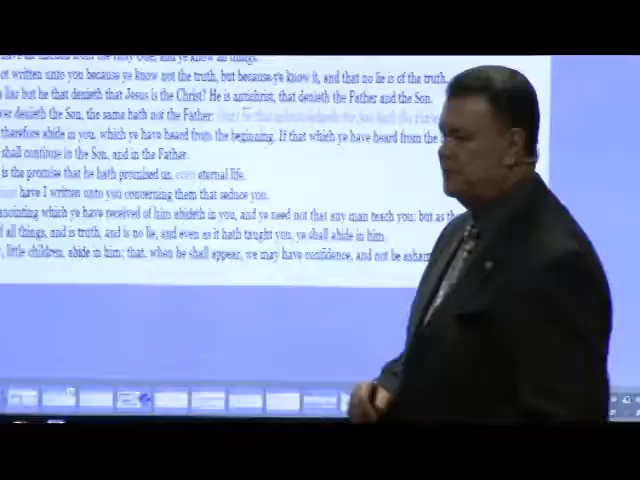 ot written unto you because ye know not the truth, but because ye know it, and that no lie is of the truth.
liar but he that denieth that Jesus is the Christ? He is antichrist, that denieth the Father and the Son.
er denieth the Son, the same hath not the Father:
therefore abide in you, which ye have heard from the beginning. If that which ye have heard from the
shall continue in the Son, and in the Father.
is the promise that he hath promised us, even eternal life.
have I written unto you concerning them that seduce you.
anointing which ye have received of him abideth in you, and ye need not that any man teach you: but as th
f all things, and is truth, and is no lie, and even as it hath taught you, ye shall abide in him.
, little children, abide in him; that, when he shall appear, we may have confidence, and not be asham